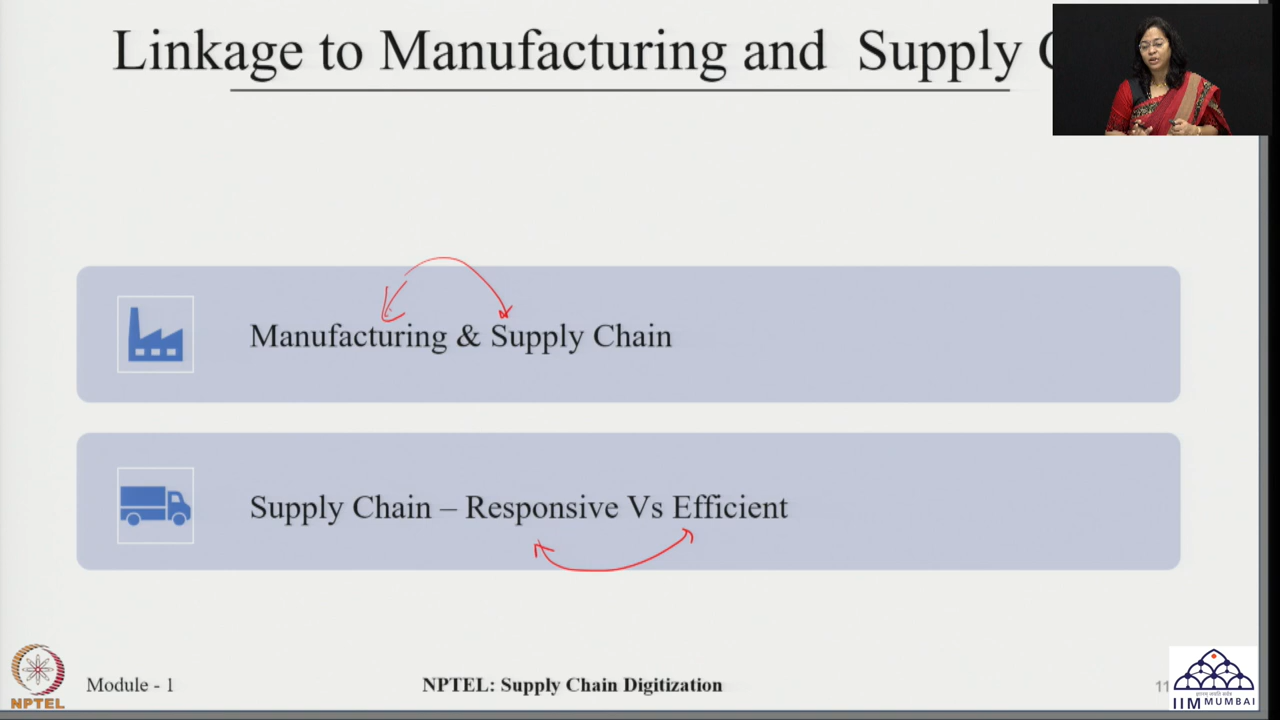 Linkage to Manufacturing and Supply
Manufacturing & Supply Chain
Supply Chain – Responsive Vs Efficient
NPTEL
Module - 1
NPTEL: Supply Chain Digitization
11
IIM MUMBAI